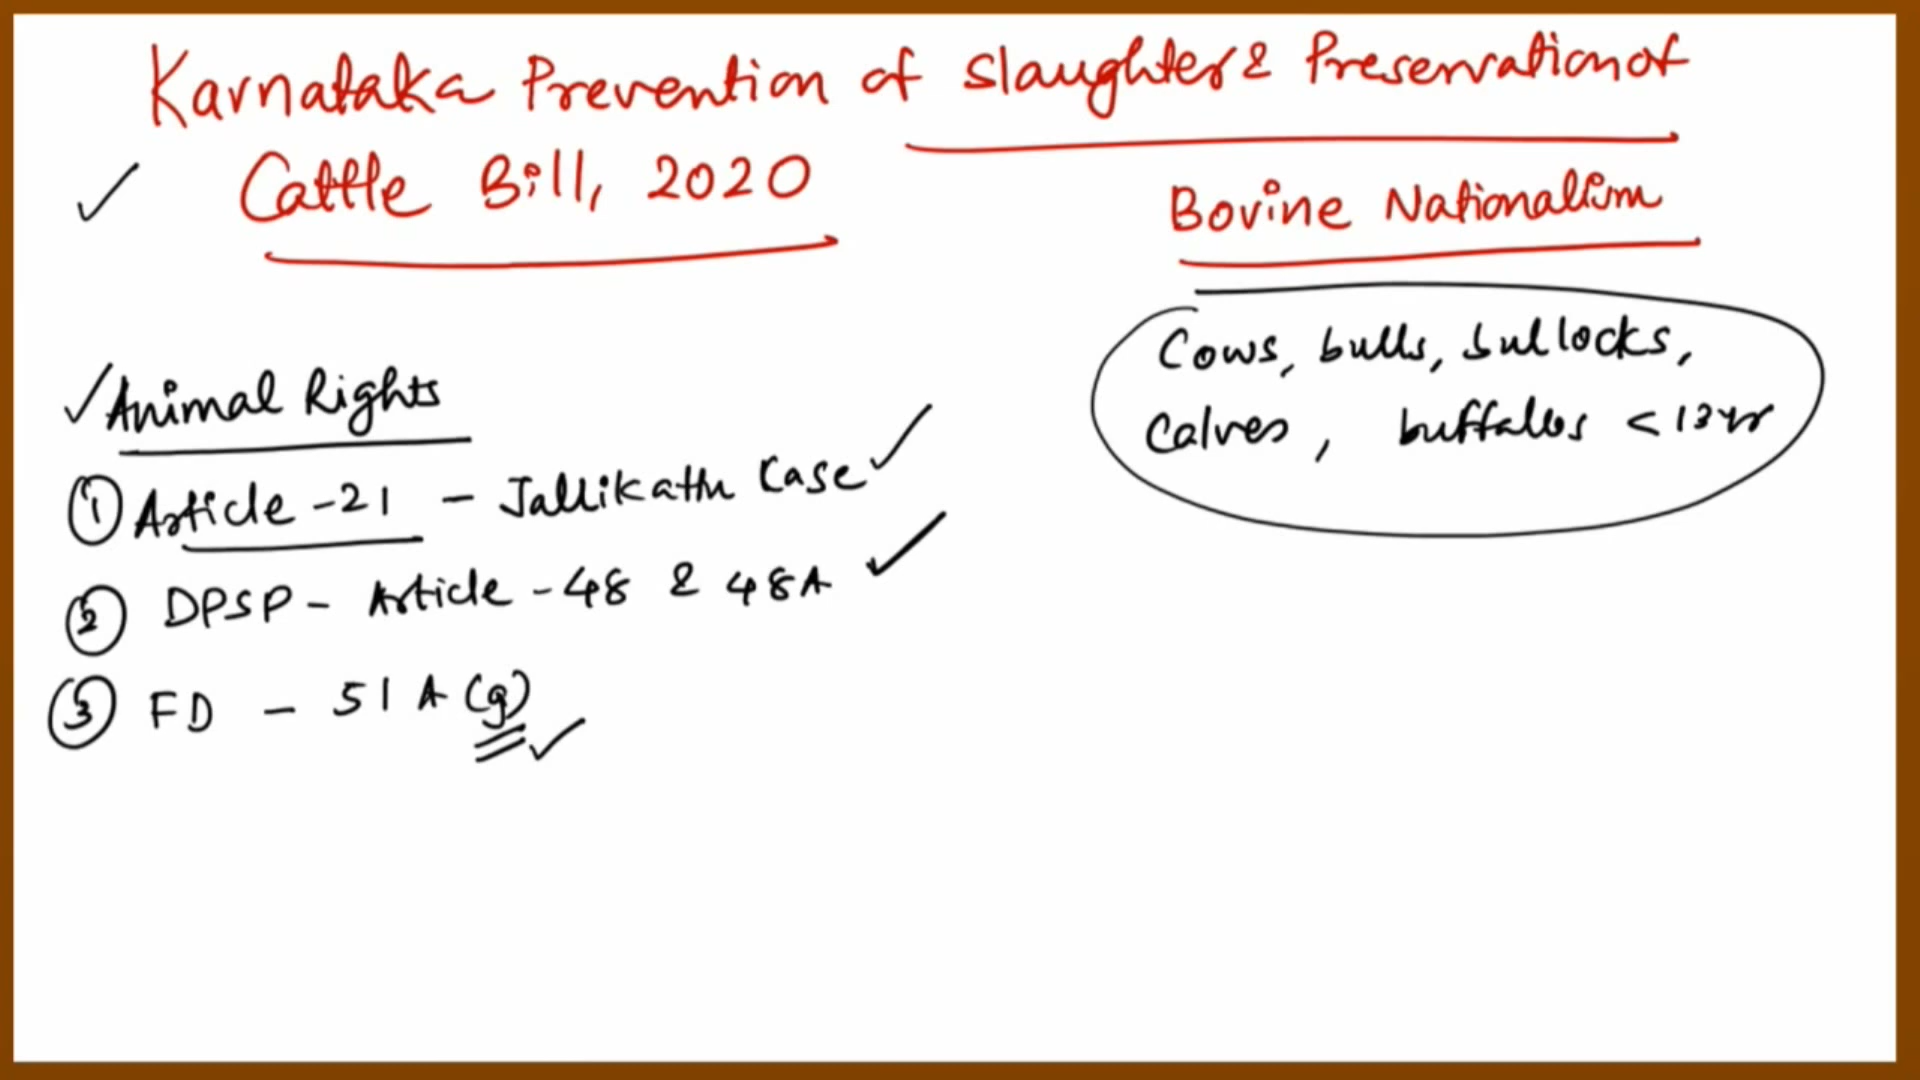 Karnataka Prevention of Slaughter & Preservation of
Cattle Bill, 2020
Bovine Nationalism
Cows, bulls, bullocks,
Calves, buffalos < 13 yr
Animal Rights
① Article - 21 - Jallikattu Case
② DPSP - Article - 48 & 48A
③ FD - 51 A (g)